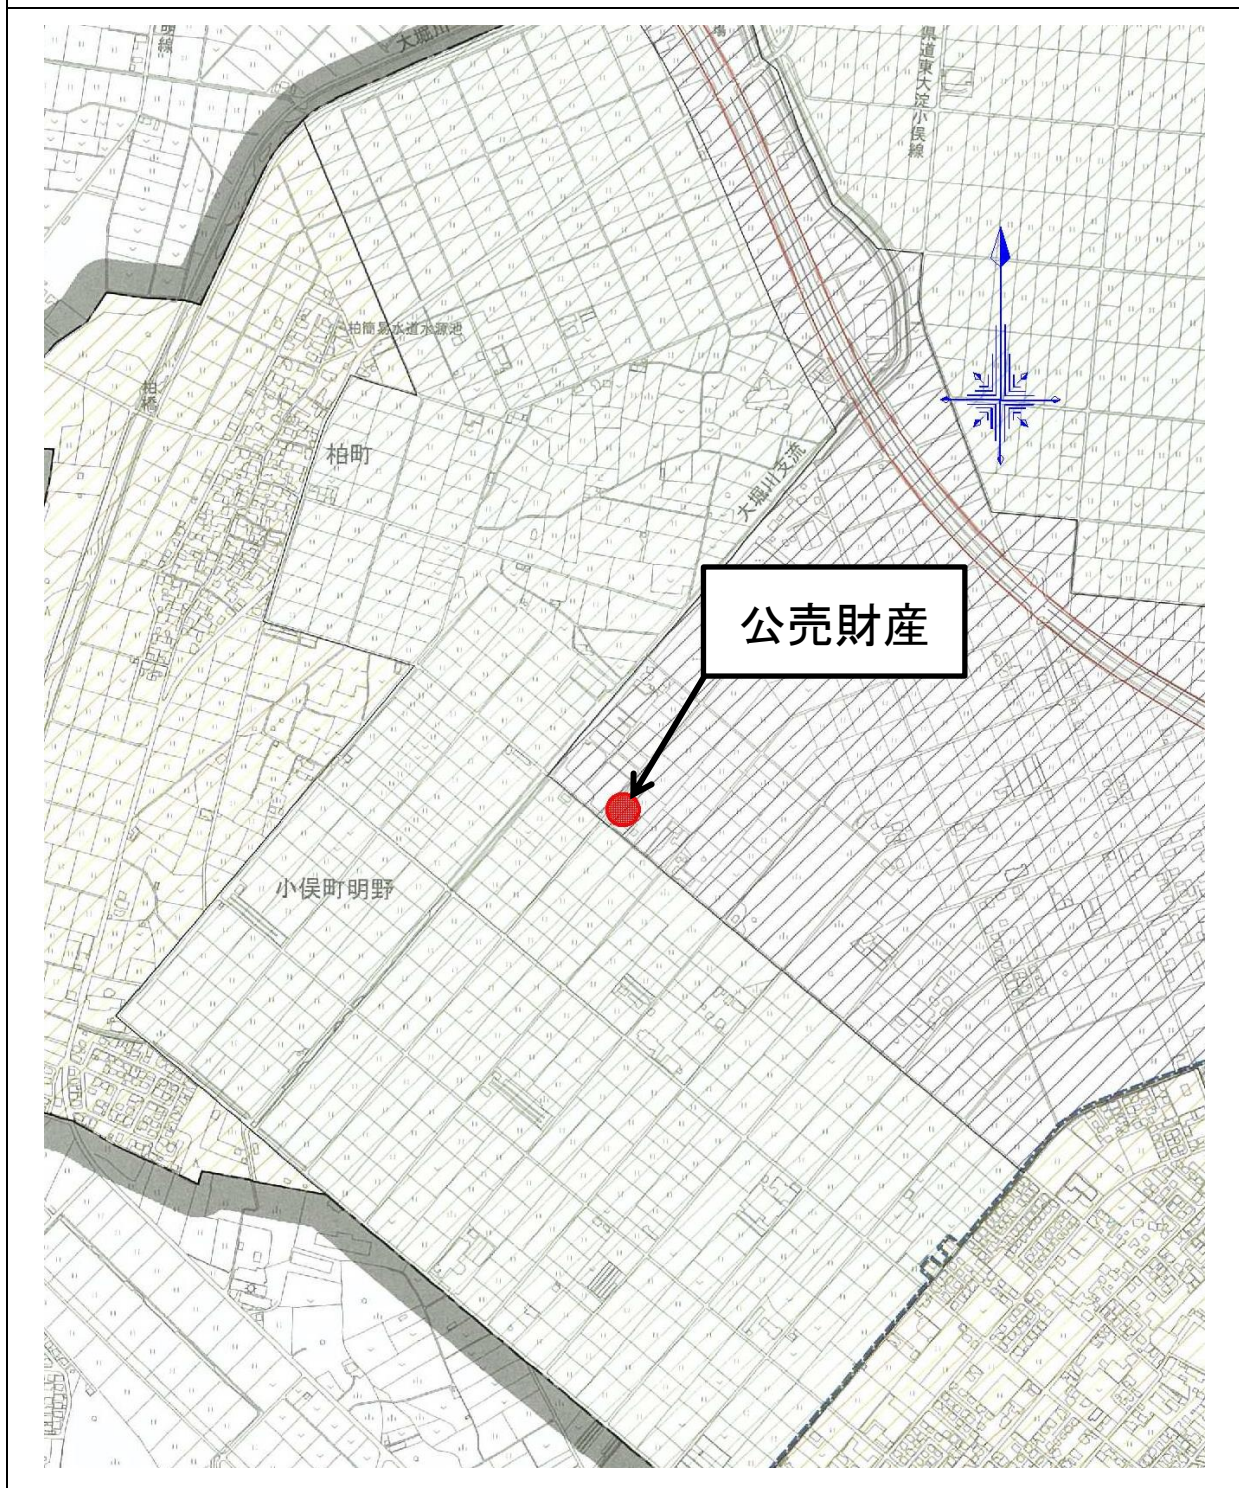 大堀川
県道東大淀小俣線
柏簡易水道水源池
柏橋
柏町
大堀川支流
公売財産
小俣町明野